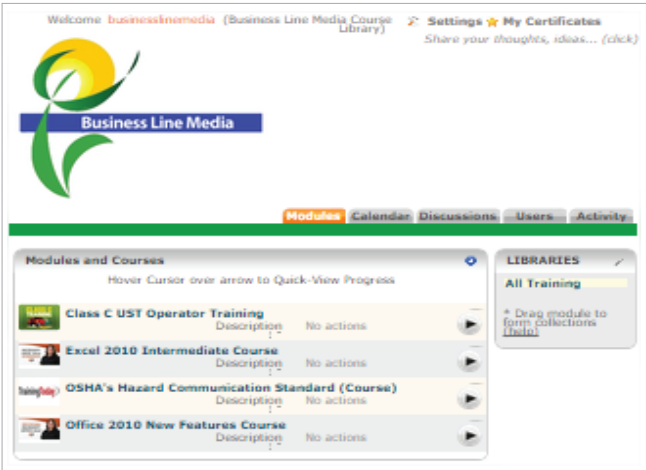 Welcome businesslinemedia (Business Line Media Course Library)
Settings My Certificates
Share your thoughts, ideas... (click)
Business Line Media
Modules Calendar Discussions Users Activity
Modules and Courses
Hover Cursor over arrow to Quick-View Progress
Class C UST Operator Training
Description No actions
Excel 2010 Intermediate Course
Description No actions
OSHA's Hazard Communication Standard (Course)
Description No actions
Office 2010 New Features Course
Description No actions
LIBRARIES
All Training
* Drag module to
form collections
(help)